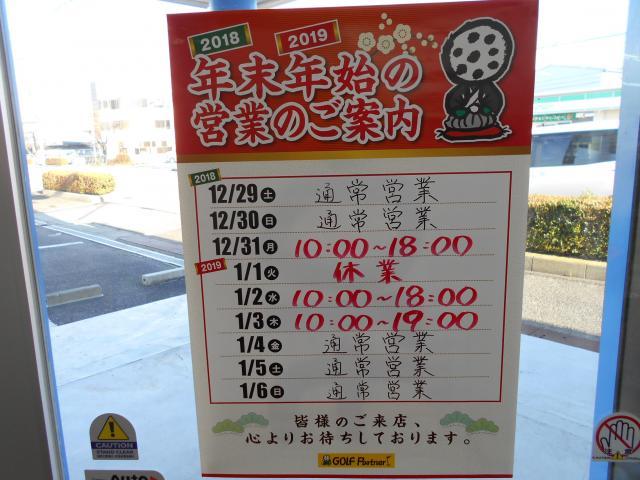 2018 2019
年末年始の
営業のご案内
2018
12/29 土 通常営業
12/30 日 通常営業
12/31 月 10:00~18:00
2019
1/1 火 休業
1/2 水 10:00~18:00
1/3 木 10:00~19:00
1/4 金 通常営業
1/5 土 通常営業
1/6 日 通常営業
皆様のご来店、
心よりお待ちしております。
GOLF Partner
CAUTION
STAND CLEAR